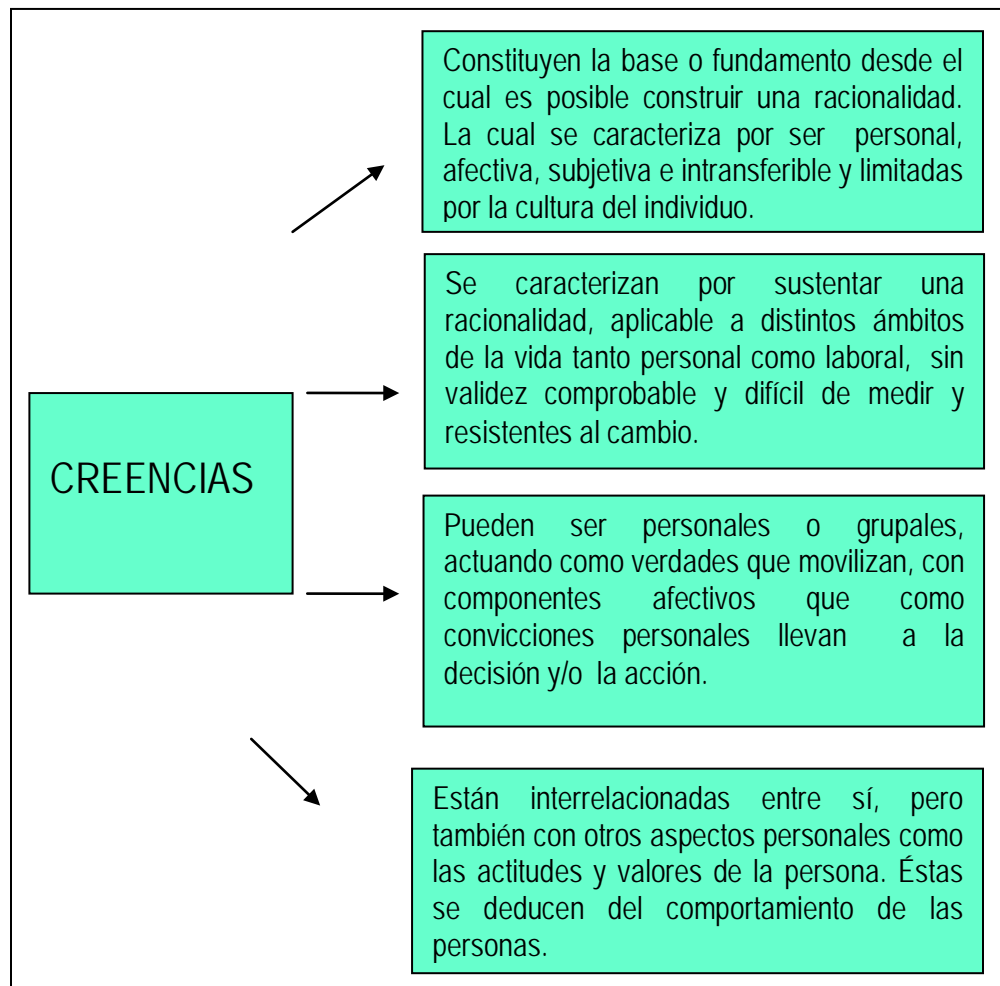 Constituyen la base o fundamento desde el
cual es posible construir una racionalidad.
La cual se caracteriza por ser personal,
afectiva, subjetiva e intransferible y limitadas
por la cultura del individuo.
Se caracterizan por sustentar una
racionalidad, aplicable a distintos ámbitos
de la vida tanto personal como laboral, sin
validez comprobable y difícil de medir y
resistentes al cambio.
CREENCIAS
Pueden ser personales o grupales,
actuando como verdades que movilizan, con
componentes afectivos que como
convicciones personales llevan a la
decisión y/o la acción.
Están interrelacionadas entre sí, pero
también con otros aspectos personales como
las actitudes y valores de la persona. Éstas
se deducen del comportamiento de las
personas.